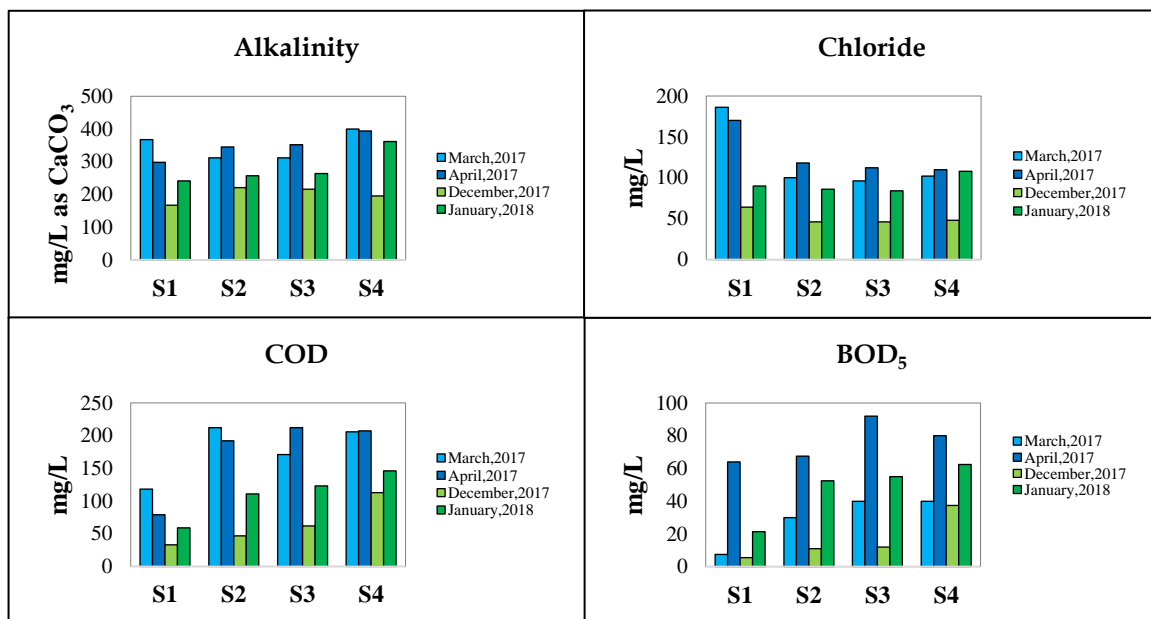 Alkalinity
mg/L as CaCO₃
500
400
300
200
100
0
S1 S2 S3 S4
March,2017
April,2017
December,2017
January,2018
Chloride
mg/L
200
150
100
50
0
S1 S2 S3 S4
March,2017
April,2017
December,2017
January,2018
COD
mg/L
250
200
150
100
50
0
S1 S2 S3 S4
March,2017
April,2017
December,2017
January,2018
BOD₅
mg/L
100
80
60
40
20
0
S1 S2 S3 S4
March,2017
April,2017
December,2017
January,2018